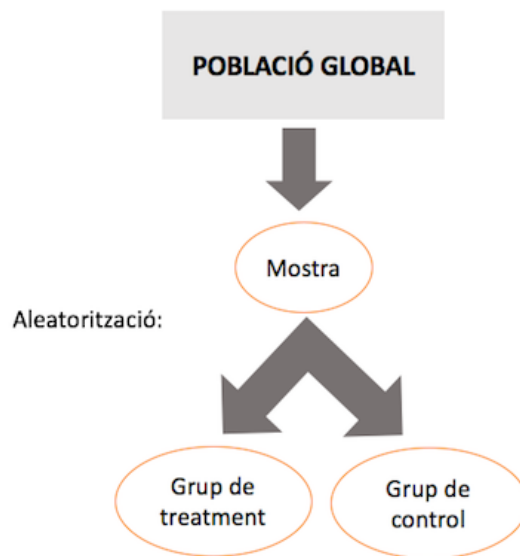 POBLACIÓ GLOBAL
Mostra
Aleatorització:
Grup de
treatment
Grup de
control